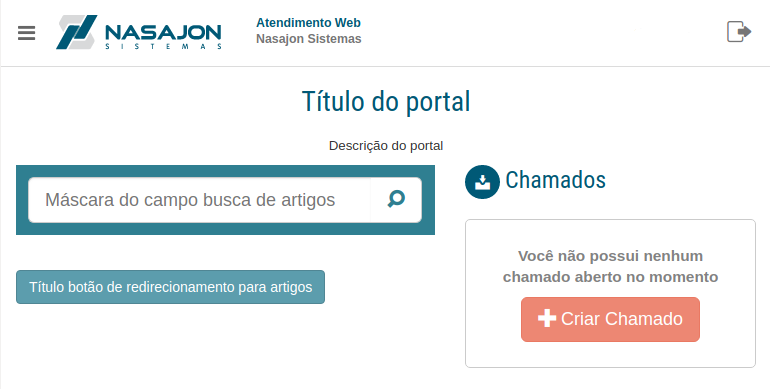 NASAJON
SISTEMAS
Atendimento Web
Nasajon Sistemas
Título do portal
Descrição do portal
Máscara do campo busca de artigos
Título botão de redirecionamento para artigos
Chamados
Você não possui nenhum
chamado aberto no momento
Criar Chamado